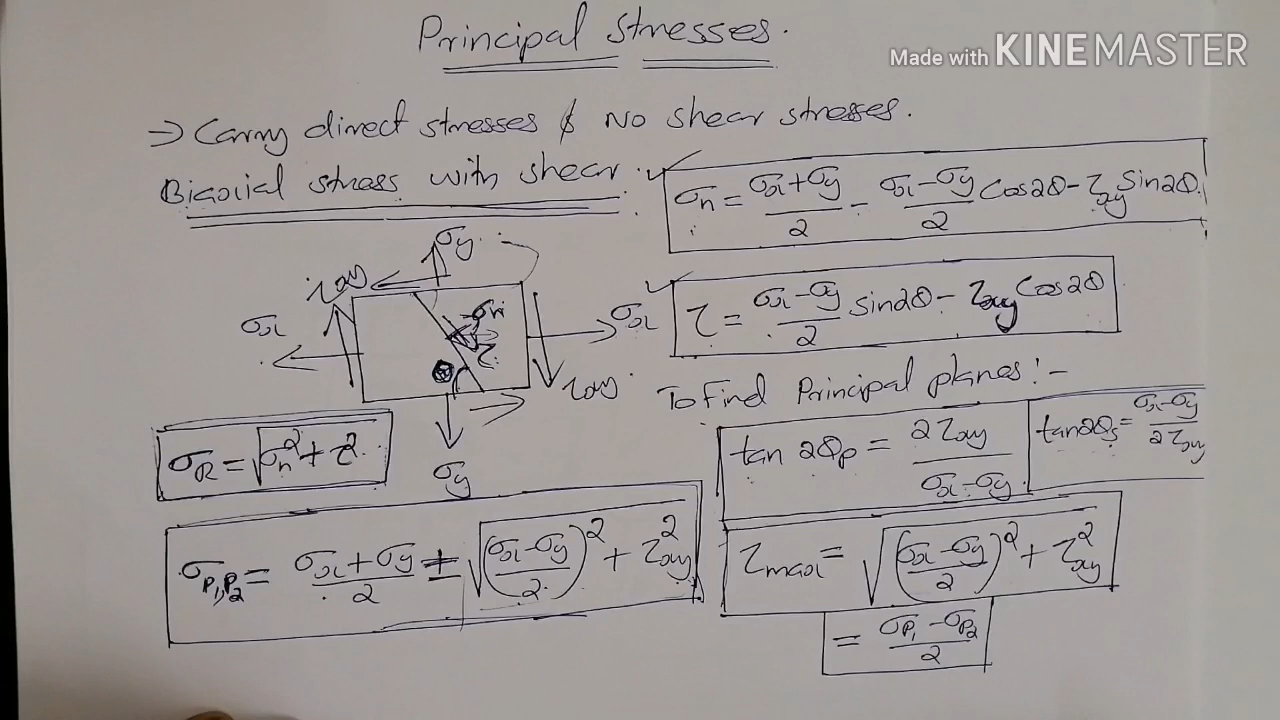 Principal Stresses.
Made with KINEMASTER
→ Carry direct stresses & No shear stresses.
Biaxial stress with shear:
✓ σn = (σx + σy)/2 - (σx - σy)/2 Cos2θ - τxy Sin2θ.
✓ τ = (σx - σy)/2 sin2θ - τxy Cos2θ
σy
τxy
σx
σn
τ
θ
σx
τxy
σy
To Find Principal planes:-
tan 2θp = 2τxy/(σx - σy)
tan2θs = (σx - σy)/2τxy
σR = √(σn² + τ²)
σP1,P2 = (σx + σy)/2 ± √(((σx - σy)/2)² + τxy²)
τmax = √(((σx - σy)/2)² + τxy²)
= (σP1 - σP2)/2